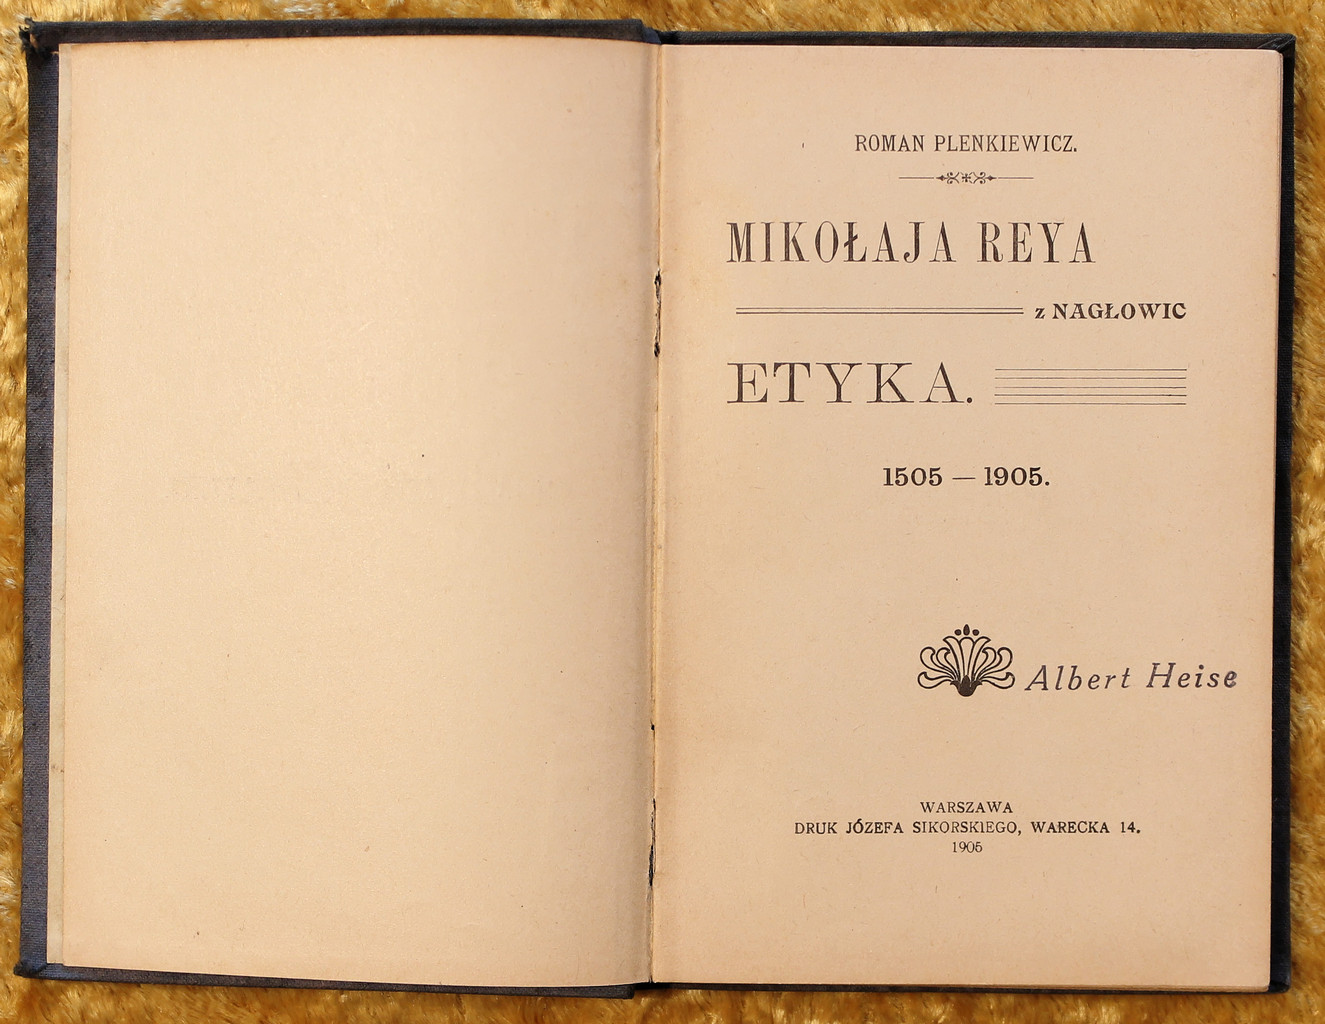 ROMAN PLENKIEWICZ.
MIKOŁAJA REYA
z NAGŁOWIC
ETYKA.
1505 — 1905.
Albert Heise
WARSZAWA
DRUK JÓZEFA SIKORSKIEGO, WARECKA 14.
1905